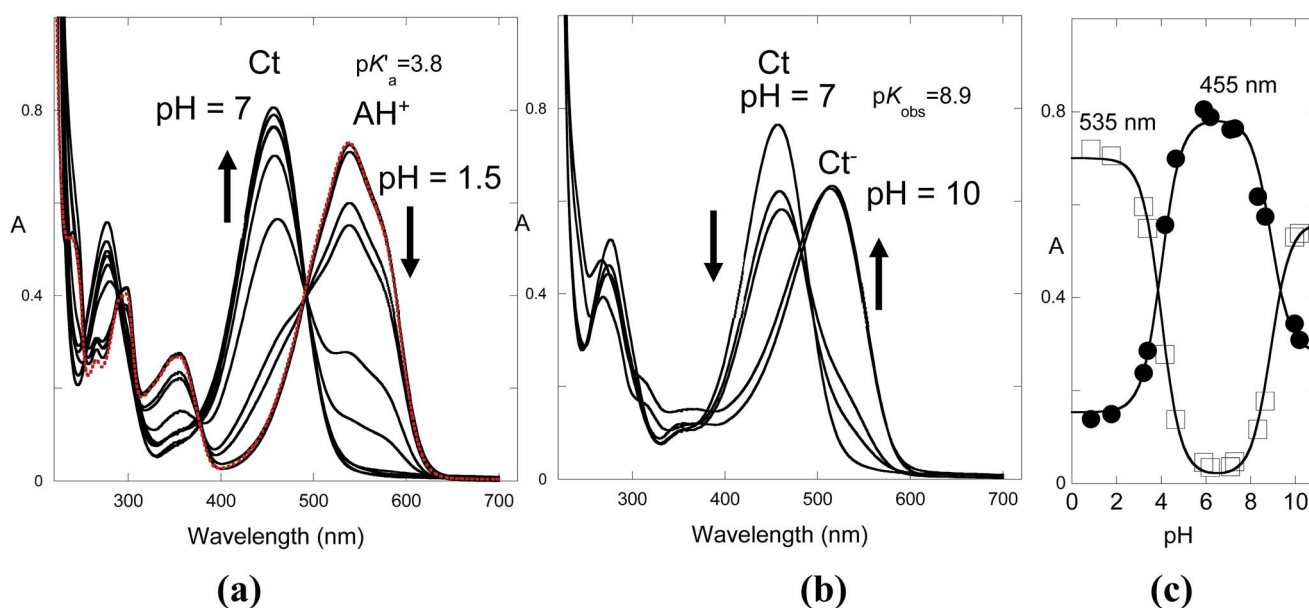 Ct
pK'a=3.8
pH = 7
AH+
pH = 1.5
0.8
A
0.4
0
300
400
500
600
700
Wavelength (nm)
(a)
Ct
pH = 7
pKobs=8.9
Ct-
pH = 10
0.8
A
0.4
0
300
400
500
600
700
Wavelength (nm)
(b)
455 nm
535 nm
0.8
A
0.4
0
0 2 4 6 8 10
pH
(c)